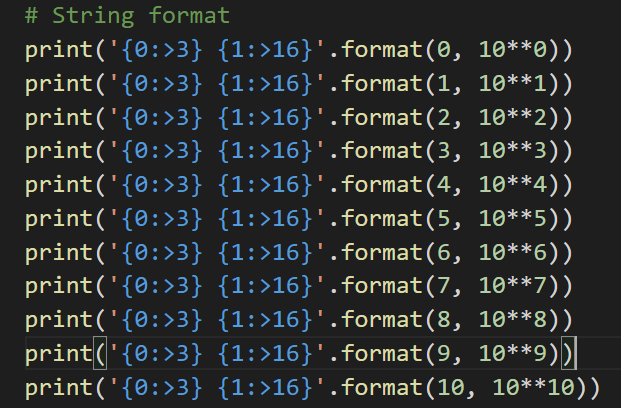 # String format
print('{0:>3} {1:>16}'.format(0, 10**0))
print('{0:>3} {1:>16}'.format(1, 10**1))
print('{0:>3} {1:>16}'.format(2, 10**2))
print('{0:>3} {1:>16}'.format(3, 10**3))
print('{0:>3} {1:>16}'.format(4, 10**4))
print('{0:>3} {1:>16}'.format(5, 10**5))
print('{0:>3} {1:>16}'.format(6, 10**6))
print('{0:>3} {1:>16}'.format(7, 10**7))
print('{0:>3} {1:>16}'.format(8, 10**8))
print('{0:>3} {1:>16}'.format(9, 10**9))
print('{0:>3} {1:>16}'.format(10, 10**10))